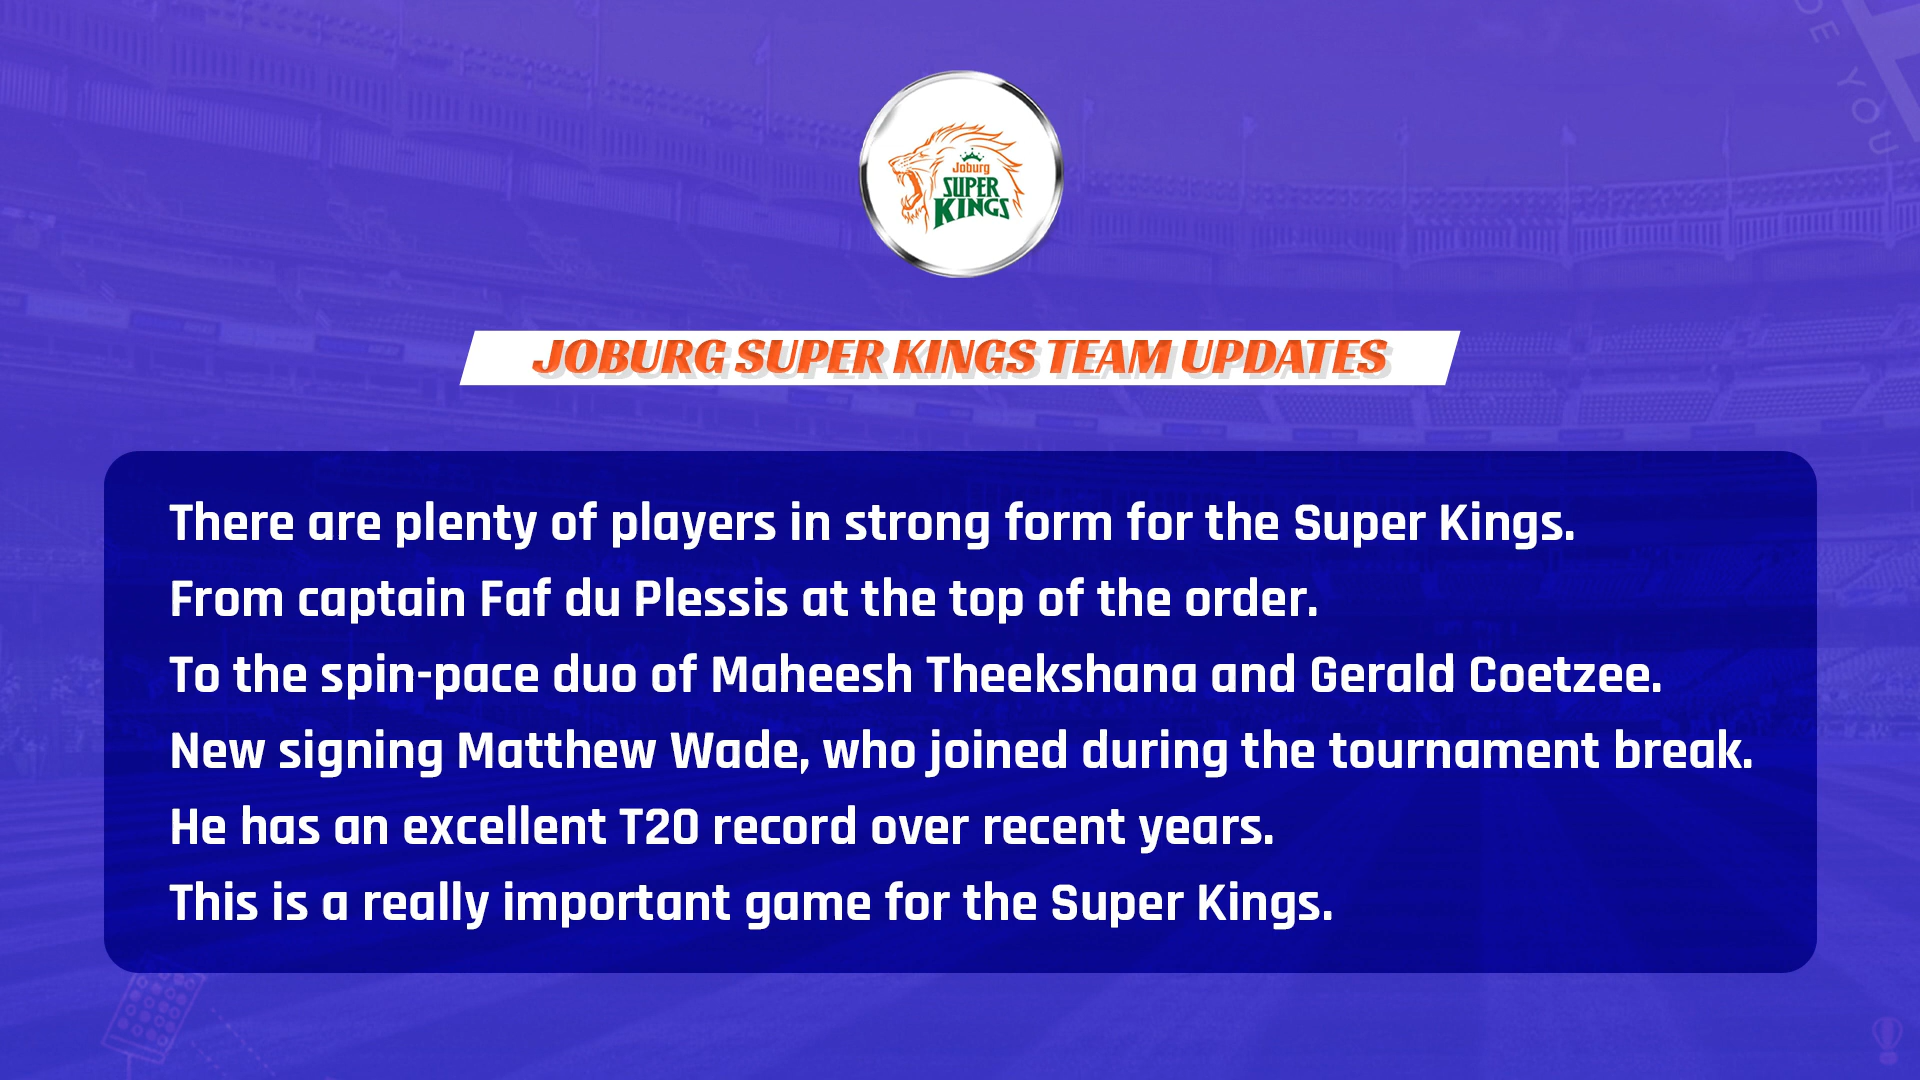 DE YOU
Joburg
SUPER
KINGS
JOBURG SUPER KINGS TEAM UPDATES
There are plenty of players in strong form for the Super Kings.
From captain Faf du Plessis at the top of the order.
To the spin-pace duo of Maheesh Theekshana and Gerald Coetzee.
New signing Matthew Wade, who joined during the tournament break.
He has an excellent T20 record over recent years.
This is a really important game for the Super Kings.